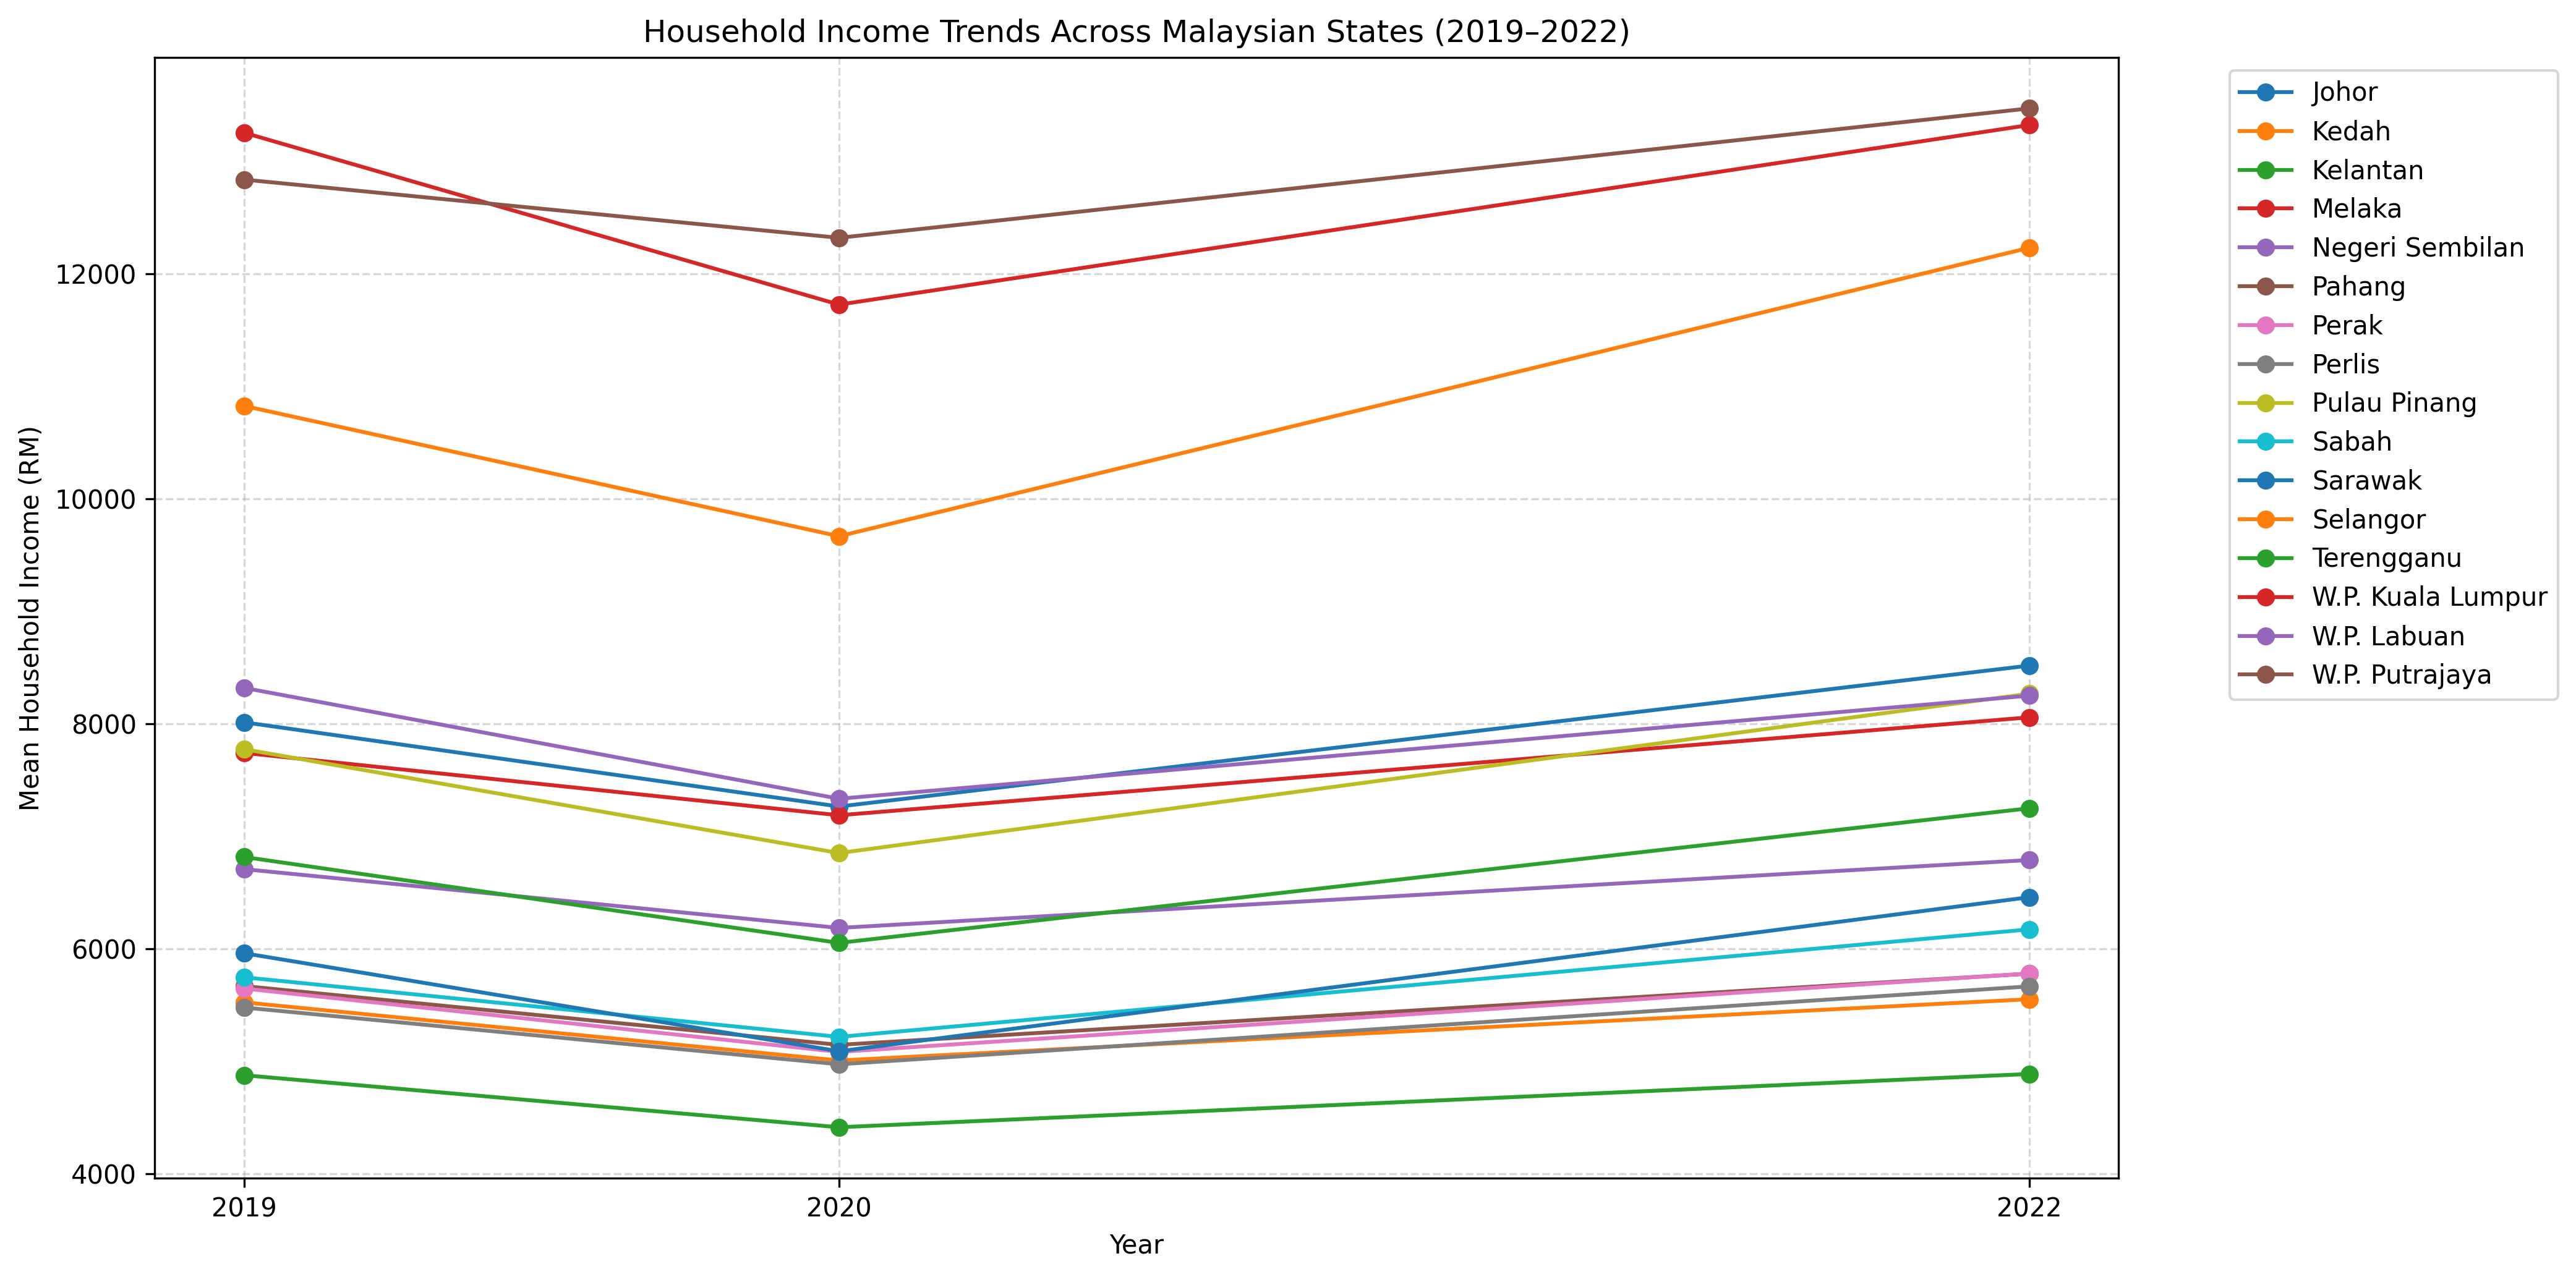 Household Income Trends Across Malaysian States (2019–2022)
Mean Household Income (RM)
12000
10000
8000
6000
4000
2019
2020
2022
Year
Johor
Kedah
Kelantan
Melaka
Negeri Sembilan
Pahang
Perak
Perlis
Pulau Pinang
Sabah
Sarawak
Selangor
Terengganu
W.P. Kuala Lumpur
W.P. Labuan
W.P. Putrajaya